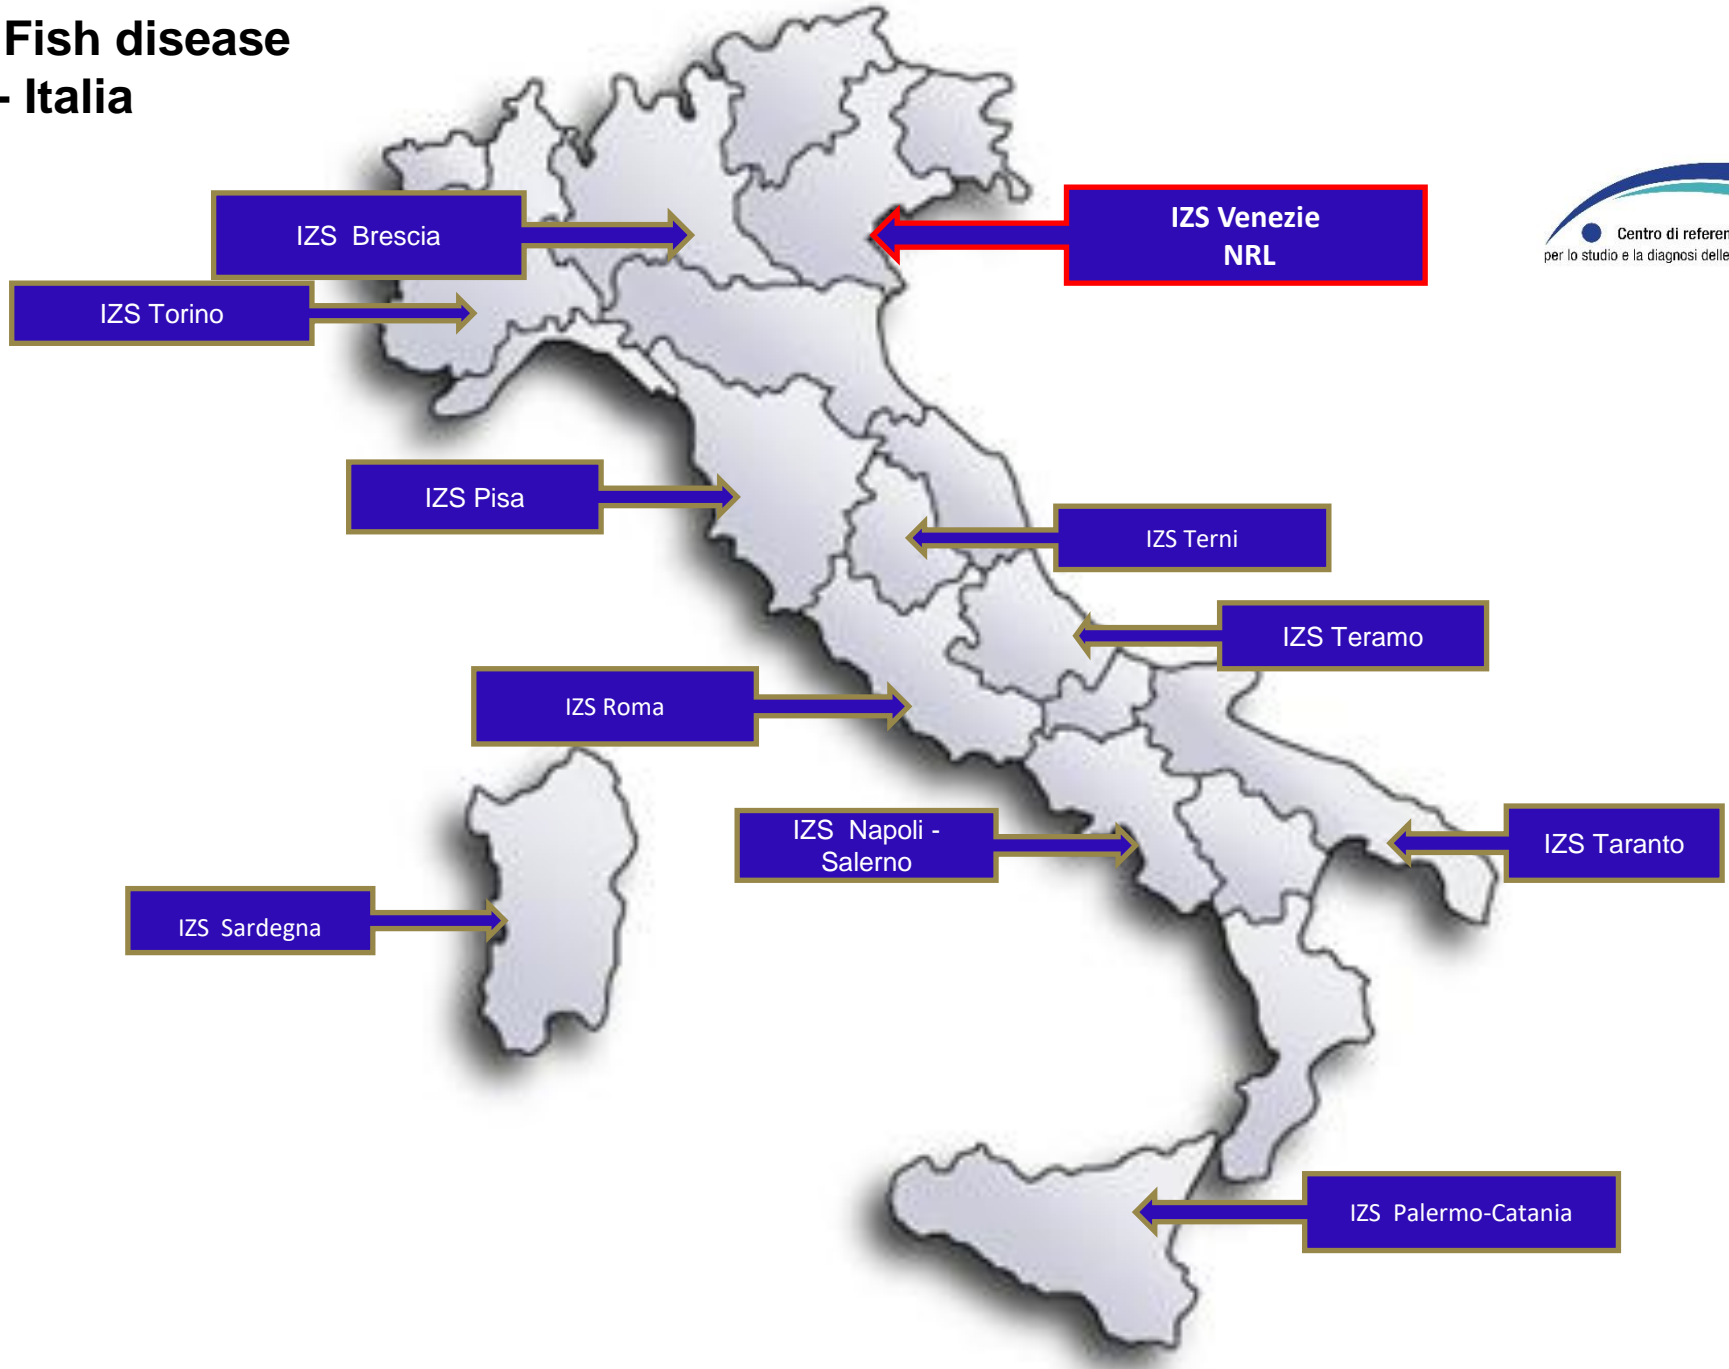 Fish disease
- Italia
IZS Brescia
IZS Venezie
NRL
Centro di referen
per lo studio e la diagnosi delle
IZS Torino
IZS Pisa
IZS Terni
IZS Teramo
IZS Roma
IZS Napoli -
Salerno
IZS Taranto
IZS Sardegna
IZS Palermo-Catania